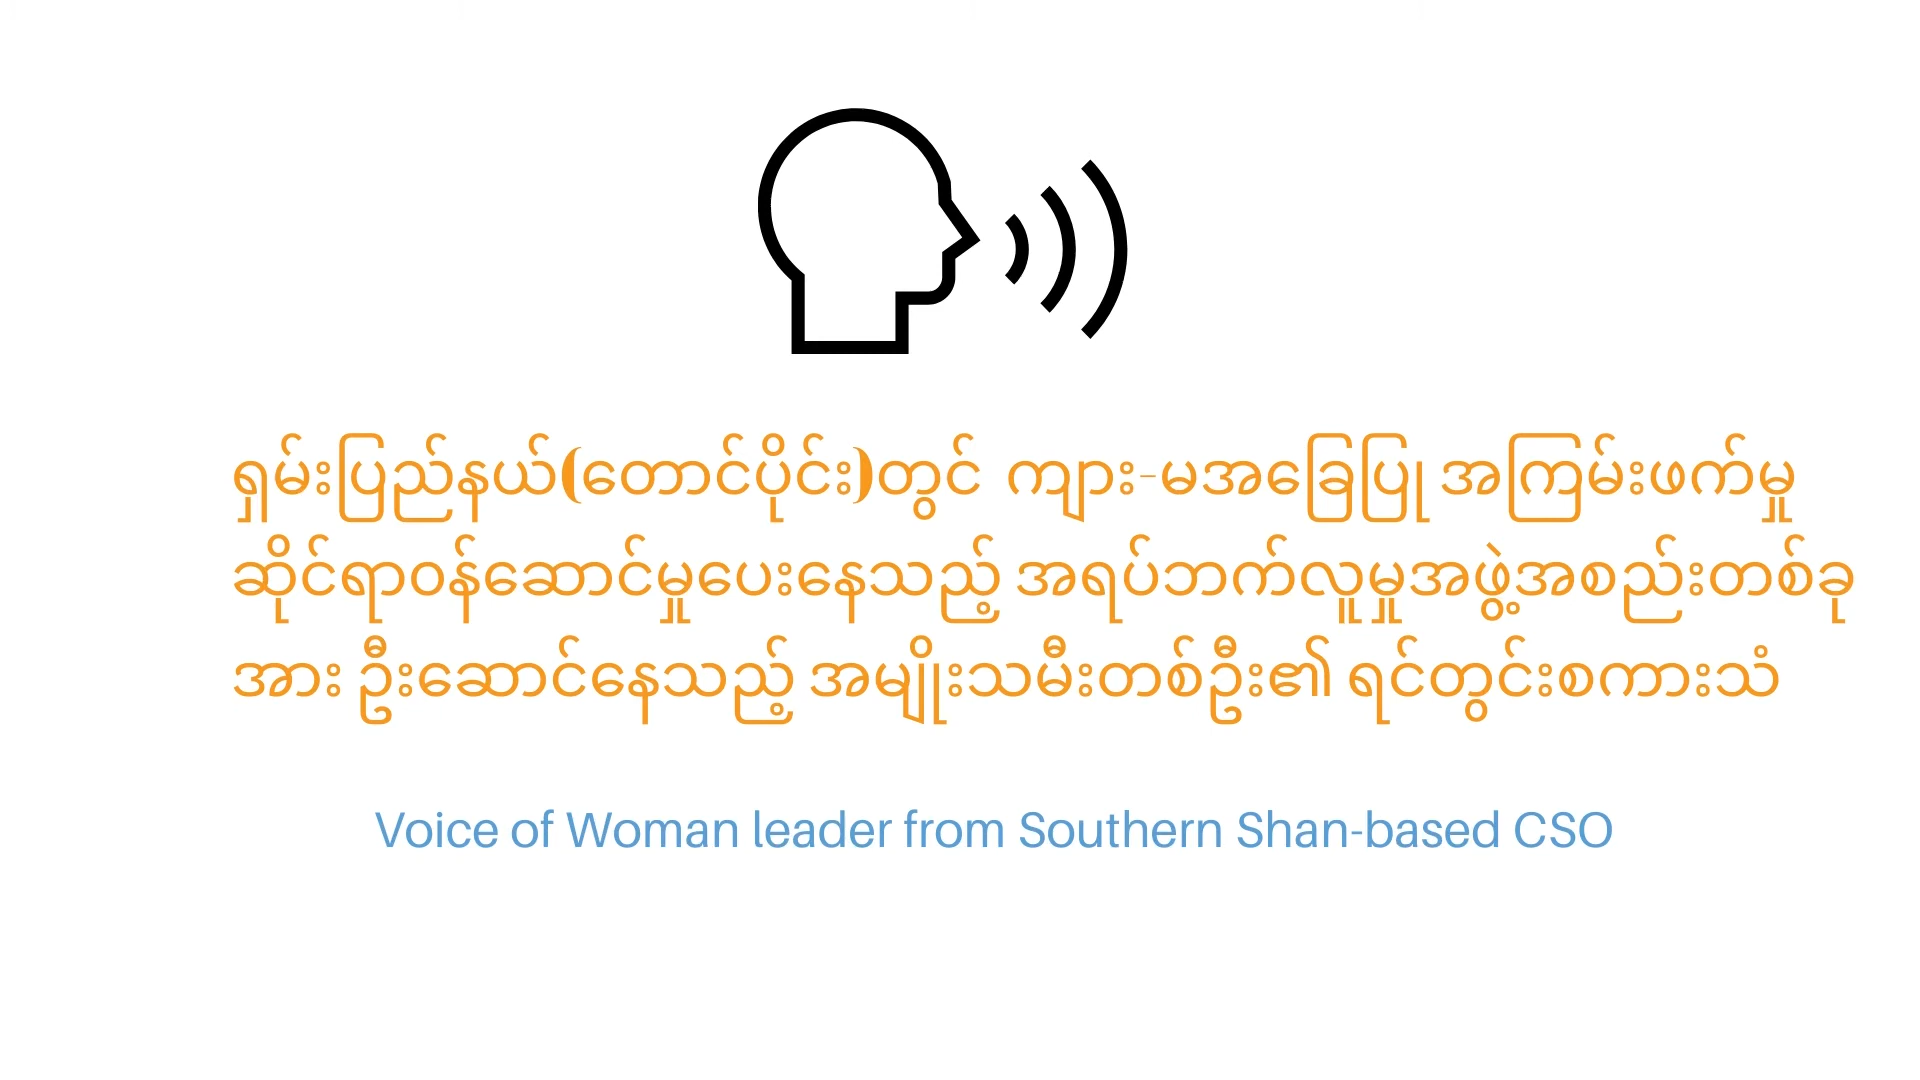 ရှမ်းပြည်နယ်(တောင်ပိုင်း)တွင် ကျား-မအခြေပြု အကြမ်းဖက်မှု
ဆိုင်ရာဝန်ဆောင်မှုပေးနေသည့် အရပ်ဘက်လူမှုအဖွဲ့အစည်းတစ်ခု
အား ဦးဆောင်နေသည့် အမျိုးသမီးတစ်ဦး၏ ရင်တွင်းစကားသံ
Voice of Woman leader from Southern Shan-based CSO